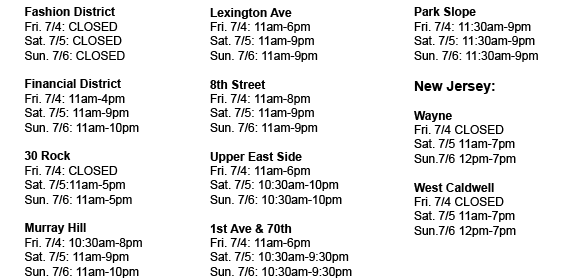 Fashion District
Fri. 7/4: CLOSED
Sat. 7/5: CLOSED
Sun. 7/6: CLOSED
Financial District
Fri. 7/4: 11am-4pm
Sat. 7/5: 11am-9pm
Sun. 7/6: 11am-10pm
30 Rock
Fri. 7/4: CLOSED
Sat. 7/5:11am-5pm
Sun. 7/6: 11am-5pm
Murray Hill
Fri. 7/4: 10:30am-8pm
Sat. 7/5: 11am-9pm
Sun. 7/6: 11am-10pm
Lexington Ave
Fri. 7/4: 11am-6pm
Sat. 7/5: 11am-9pm
Sun. 7/6: 11am-9pm
8th Street
Fri. 7/4: 11am-8pm
Sat. 7/5: 11am-9pm
Sun. 7/6: 11am-9pm
Upper East Side
Fri. 7/4: 11am-6pm
Sat. 7/5: 10:30am-10pm
Sun. 7/6: 10:30am-10pm
1st Ave & 70th
Fri. 7/4: 11am-6pm
Sat. 7/5: 10am-9:30pm
Sun. 7/6: 10am-9:30pm
Park Slope
Fri. 7/4: 11:30am-9pm
Sat. 7/5: 11:30am-9pm
Sun. 7/6: 11:30am-9pm
New Jersey:
Wayne
Fri. 7/4 CLOSED
Sat. 7/5 11am-7pm
Sun.7/6 12pm-7pm
West Caldwell
Fri. 7/4 CLOSED
Sat. 7/5 11am-7pm
Sun.7/6 12pm-7pm